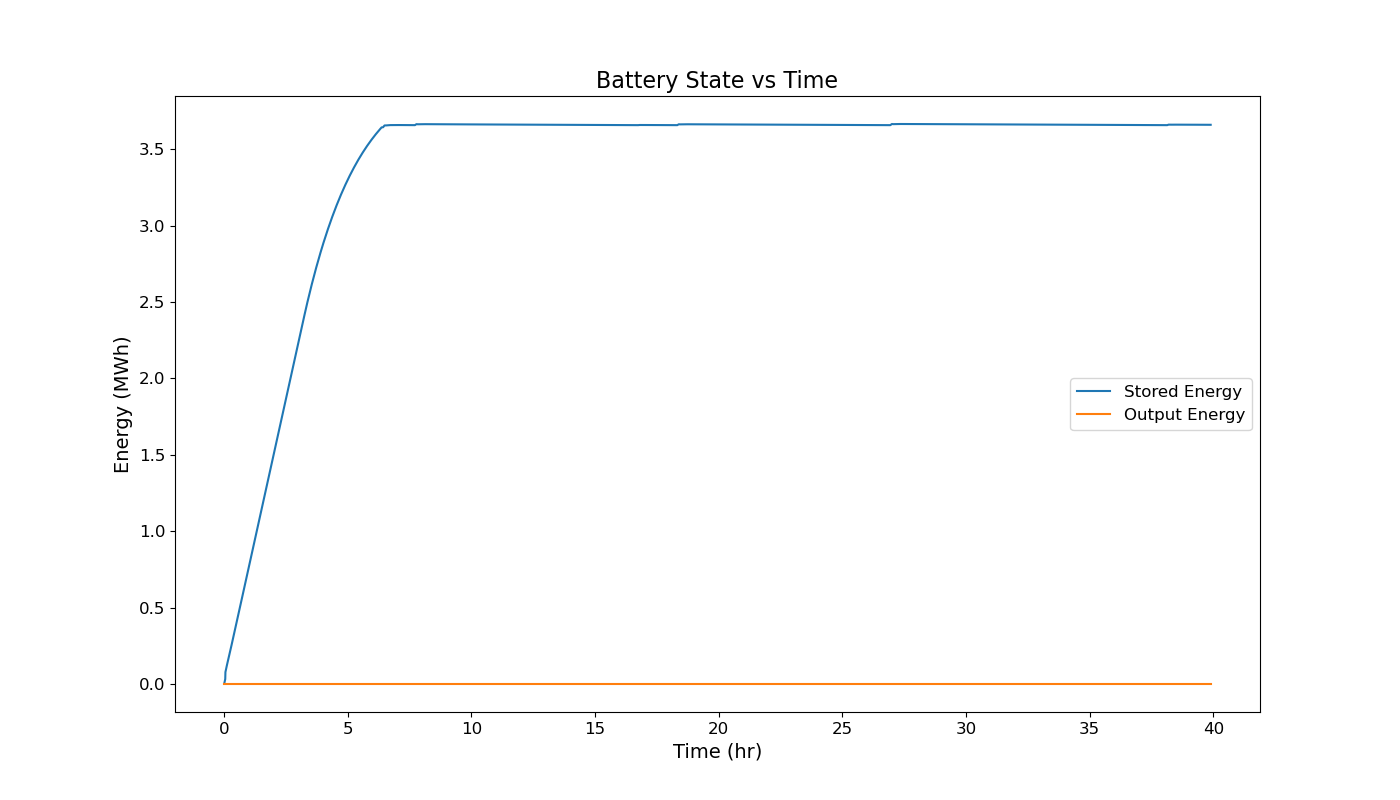 Battery State vs Time
Energy (MWh)
3.5
3.0
2.5
2.0
1.5
1.0
0.5
0.0
Stored Energy
Output Energy
0 5 10 15 20 25 30 35 40
Time (hr)